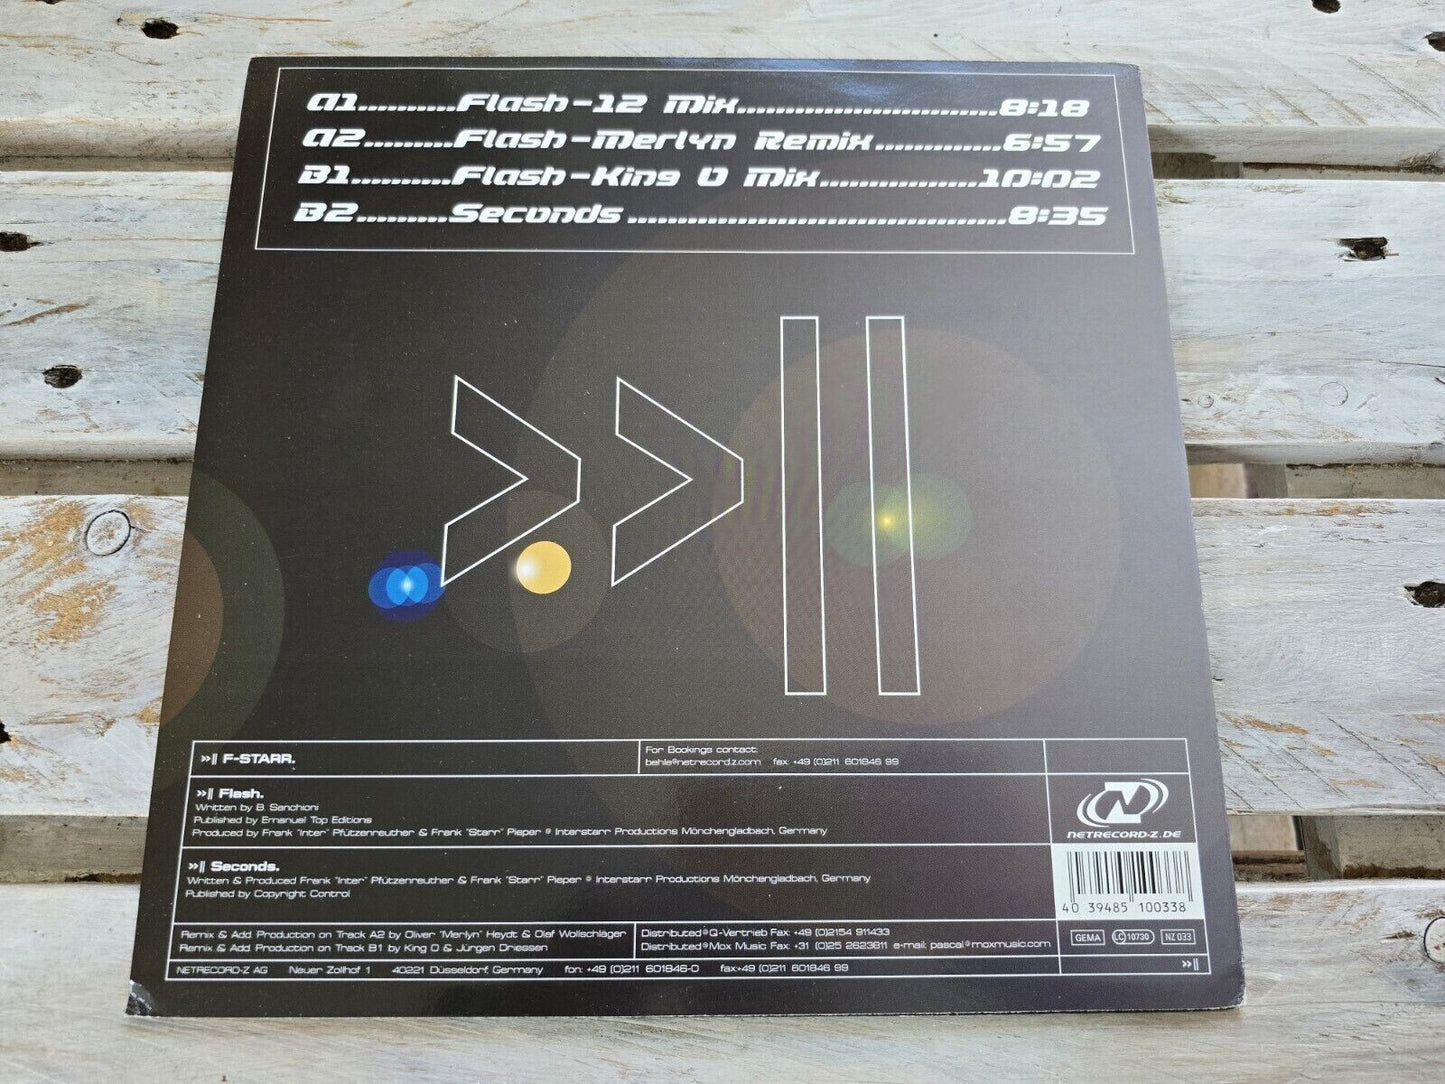 A1..........Flash-12 Mix..........................8:18
A2.........Flash-Merlyn Remix.............6:57
B1..........Flash-King O Mix................10:02
B2.........Seconds .....................................8:35
»|| F-STARR.
For Bookings contact.
behle@netrecord-z.com fax: +49 (0)211 601846 99
»|| Flash.
Written by B. Sanchioni
Published by Emanuel Top Editions
Produced by Frank "Inter" Pfützenreuther & Frank "Starr" Pieper @ Interstarr Productions Mönchengladbach, Germany
NETRECORD-Z.DE
»|| Seconds.
Written & Produced Frank "Inter" Pfützenreuther & Frank "Starr" Pieper @ Interstarr Productions Mönchengladbach, Germany
Published by Copyright Control
40 39485 100338
Remix & Add. Production on Track A2 by Oliver "Merlyn" Heydt & Olaf Wollschläger
Remix & Add. Production on Track B1 by King O & Jürgen Driessen
Distributed@Q-Vertrieb Fax: +49 (0)2154 911433
Distributed@Mox Music Fax: +31 (0)25 2623811 e-mail: pascal@moxmusic.com
GEMA LC 10730 NZ 033
NETRECORD-Z AG Neuer Zollhof 1 40221 Düsseldorf, Germany fon: +49 (0)211 601846-0 fax:+49 (0)211 601846 99
»||